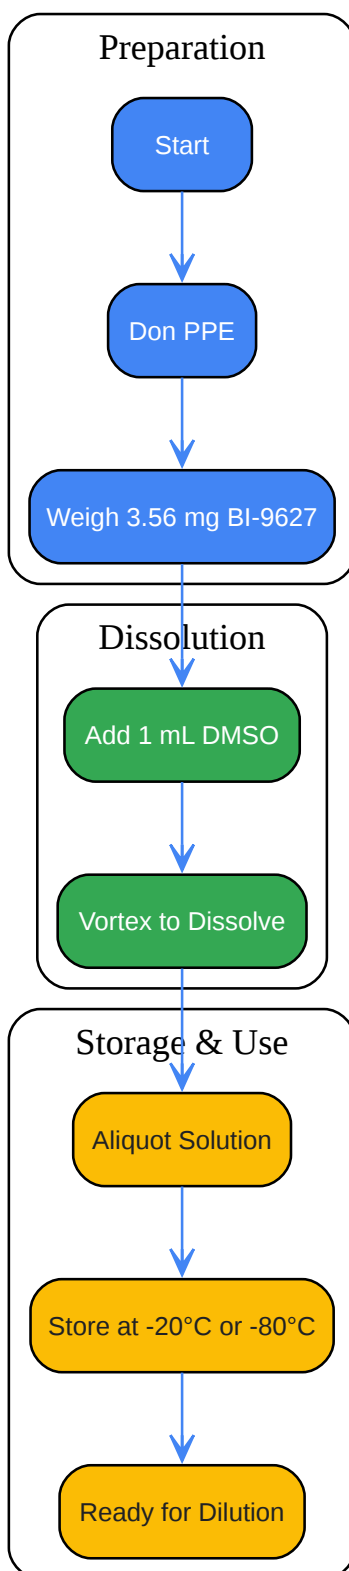 Preparation
Start
Don PPE
Weigh 3.56 mg BI-9627
Dissolution
Add 1 mL DMSO
Vortex to Dissolve
Storage & Use
Aliquot Solution
Store at -20°C or -80°C
Ready for Dilution